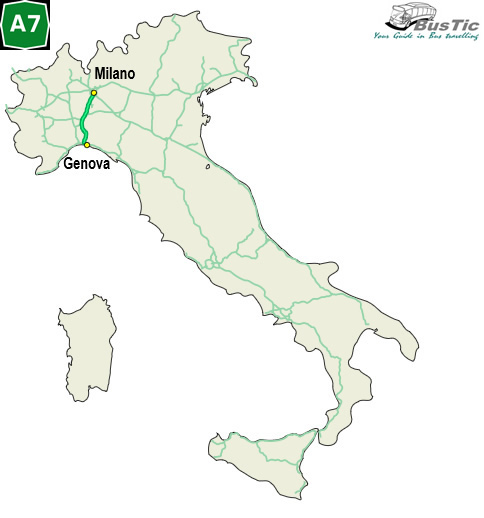 A7
BusTic
Your Guide in Bus travelling
Milano
Genova